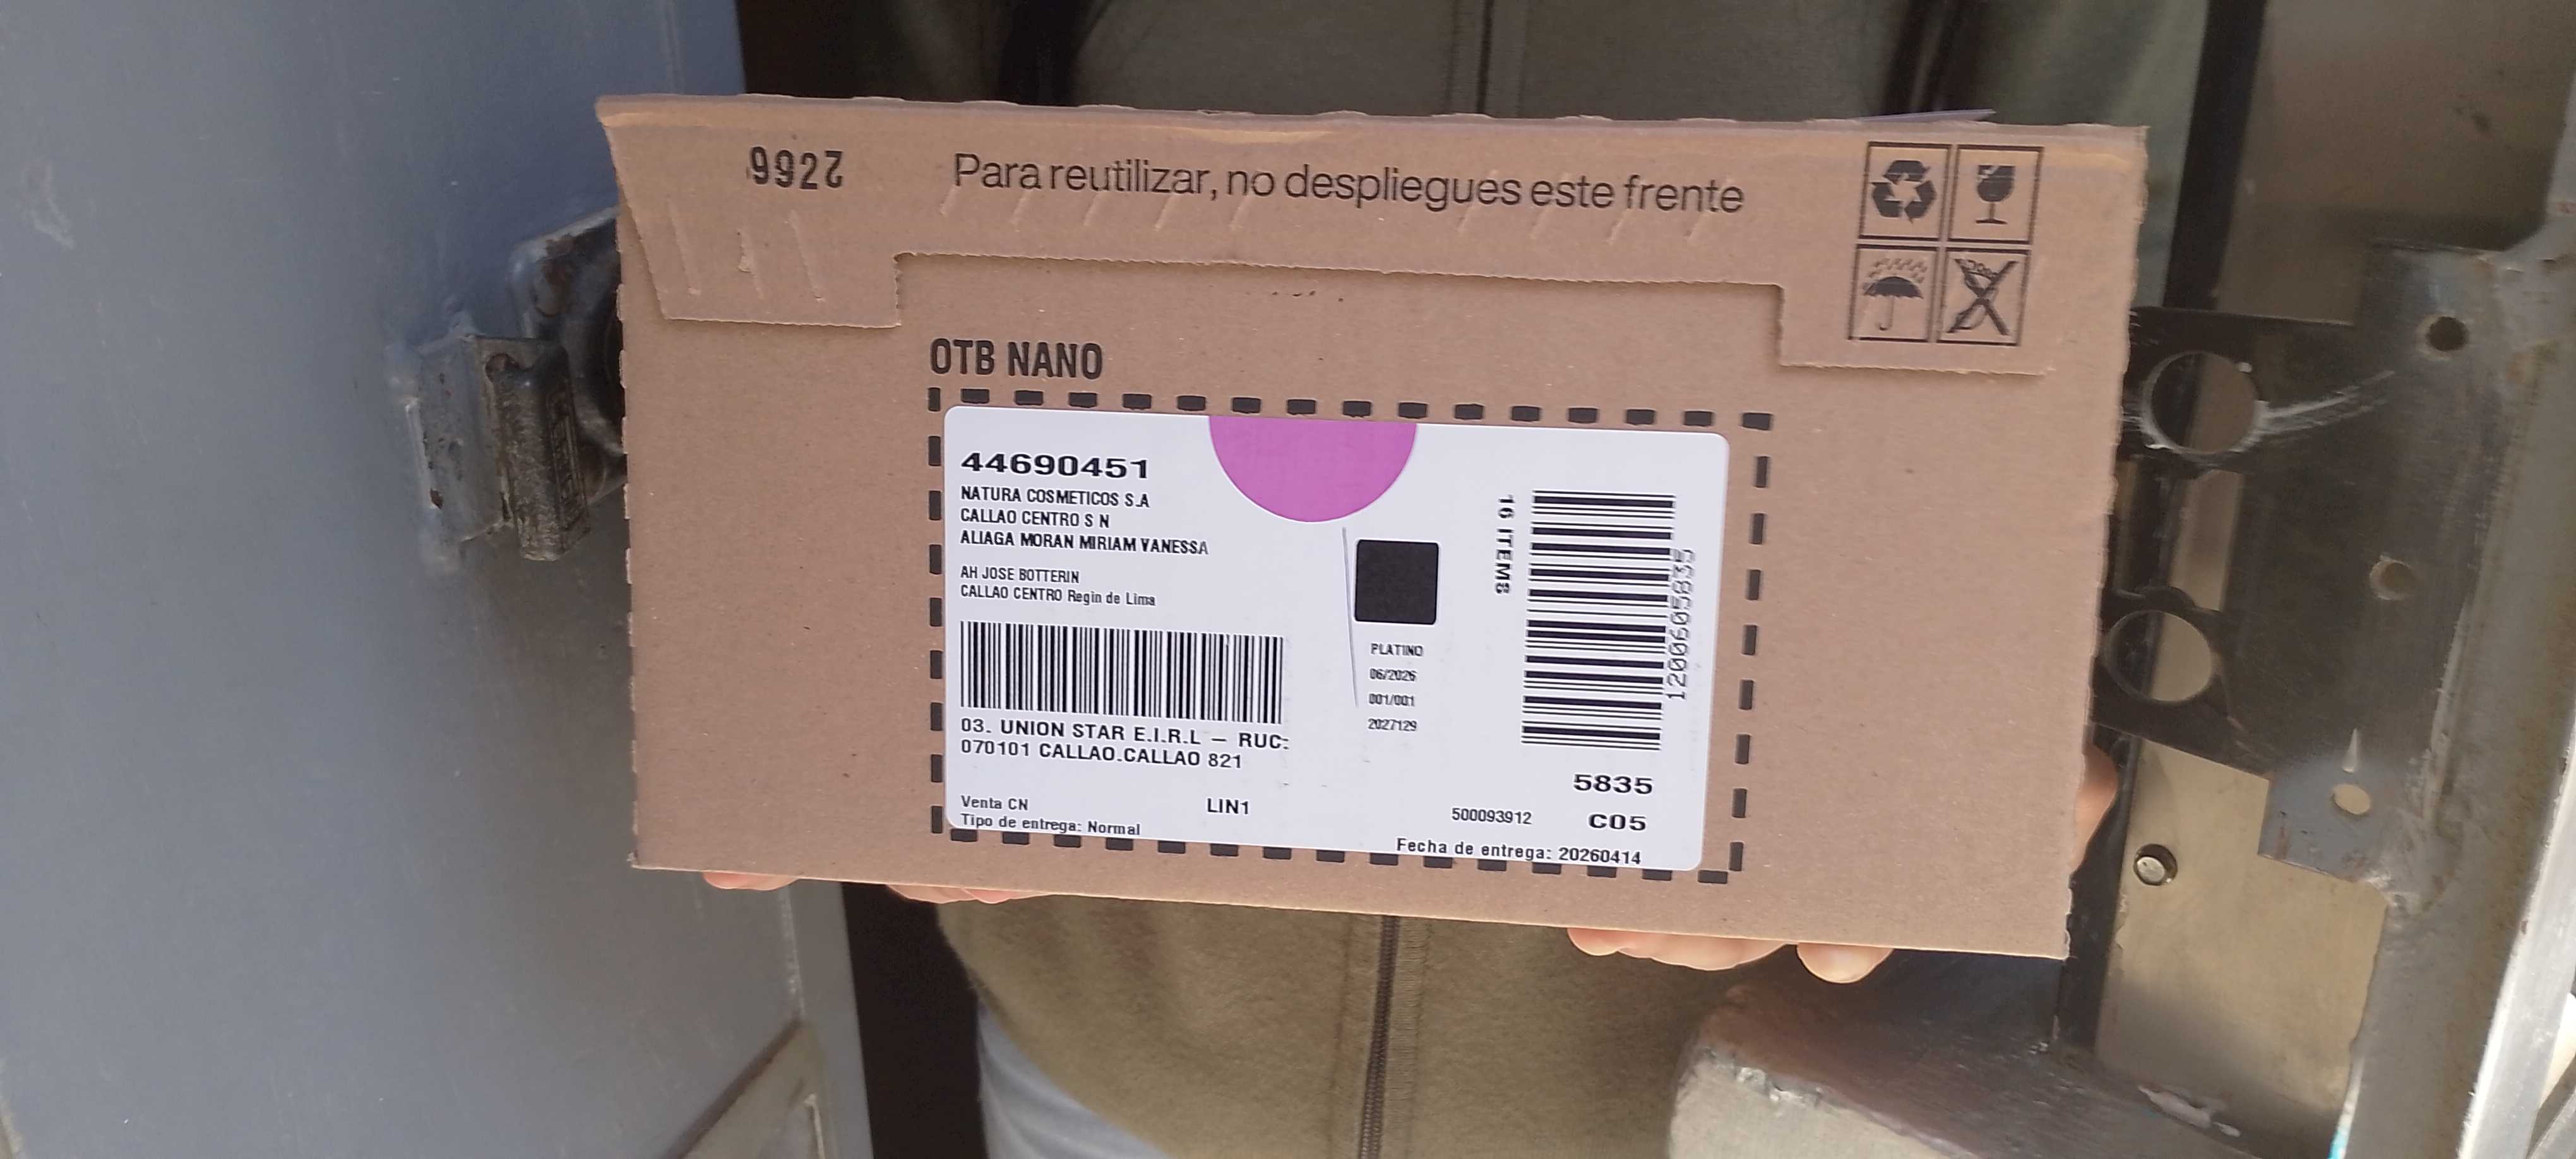 9927
Para reutilizar, no despliegues este frente
OTB NANO
44690451
NATURA COSMETICOS S.A
CALLAO CENTRO S N
ALIAGA MORAN MIRIAM VANESSA
AH JOSE BOTTERIN
CALLAO CENTRO Regin de Lima
03. UNION STAR E.I.R.L – RUC:
070101 CALLAO.CALLAO 821
Venta CN
LIN1
Tipo de entrega: Normal
PLATINO
06/2026
001/001
2027129
16 ITEMS
1200605835
5835
500093912
C05
Fecha de entrega: 20260414